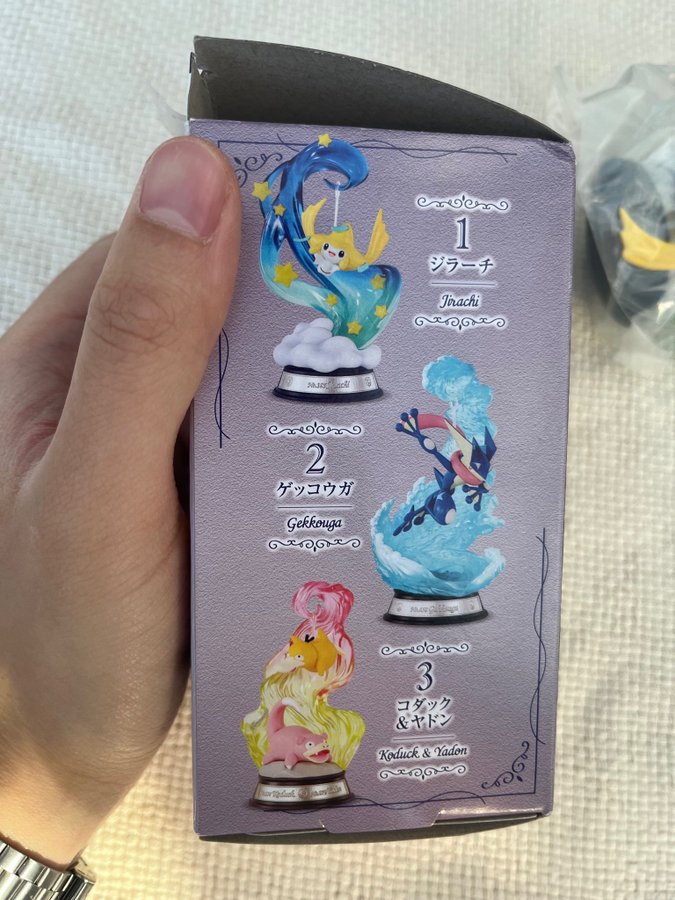 1
ジラーチ
Jirachi
2
ゲッコウガ
Gekkouga
3
コダック
&ヤドン
Koduck & Yadon